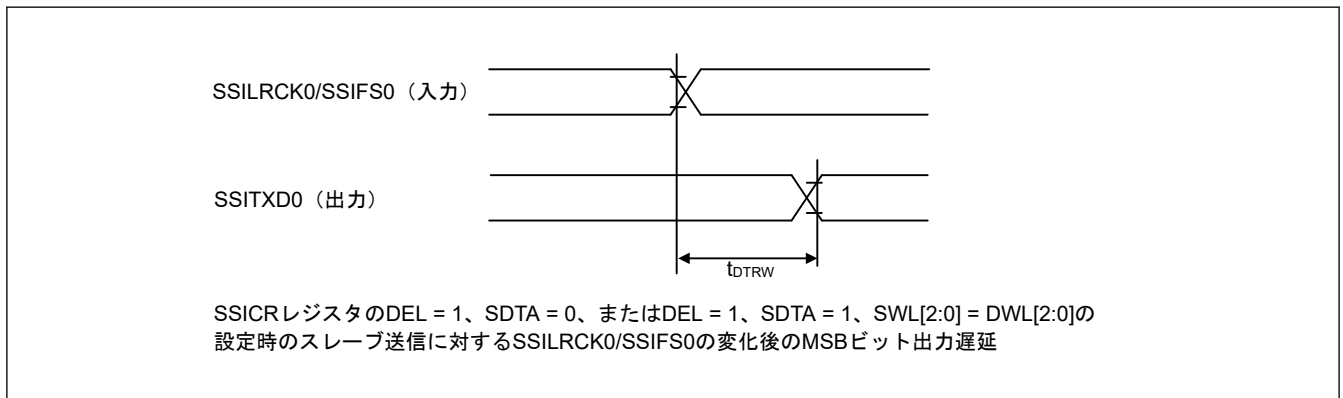 SSILRCK0/SSIFS0（入力）
SSITXD0（出力）
tDTRW
SSICRレジスタのDEL = 1、SDTA = 0、またはDEL = 1、SDTA = 1、SWL[2:0] = DWL[2:0]の
設定時のスレーブ送信に対するSSILRCK0/SSIFS0の変化後のMSBビット出力遅延